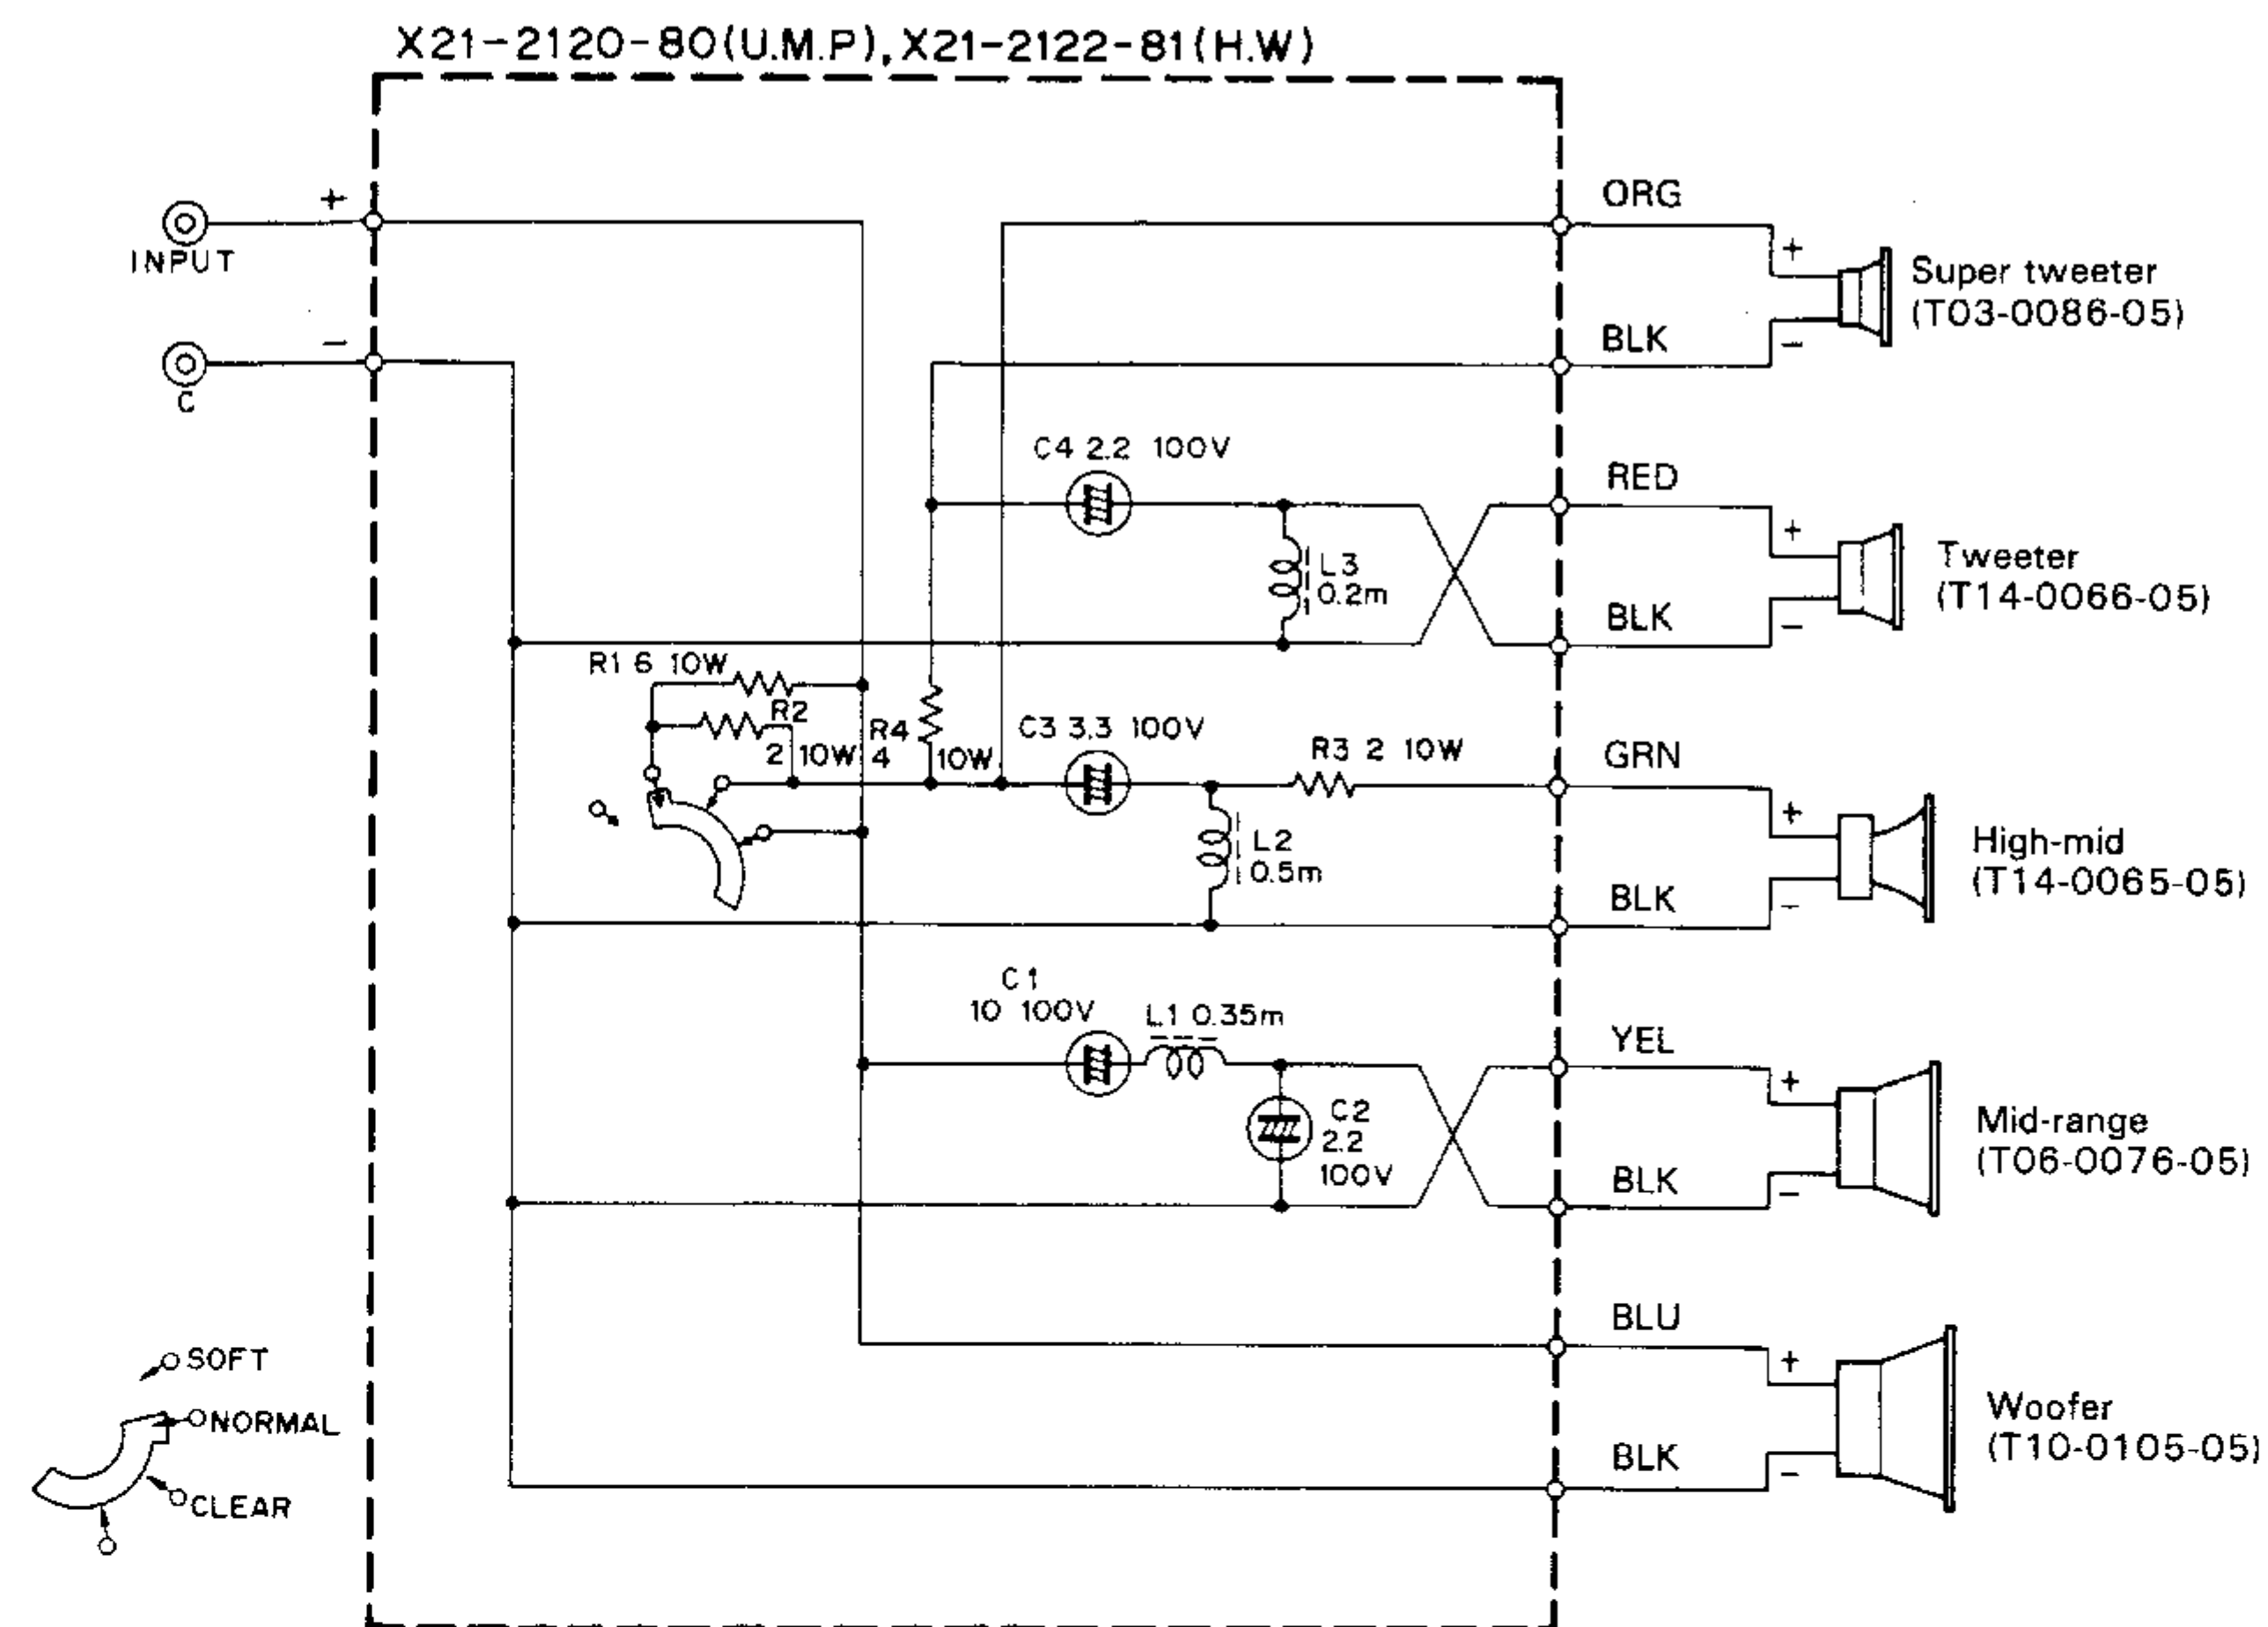 X21-2120-80(U.M.P), X21-2122-81(H.W)
+
INPUT
−
C
ORG
+
Super tweeter
(T03-0086-05)
BLK
−
C4 2.2 100V
RED
+
Tweeter
(T14-0066-05)
L3
0.2m
BLK
−
R1 6 10W
R2
2 10W
R4
4 10W
C3 3.3 100V
R3 2 10W
GRN
+
High-mid
(T14-0065-05)
L2
0.5m
BLK
−
C1
10 100V
L1 0.35m
YEL
+
Mid-range
(T06-0076-05)
C2
2.2
100V
BLK
−
BLU
+
Woofer
(T10-0105-05)
BLK
−
SOFT
NORMAL
CLEAR